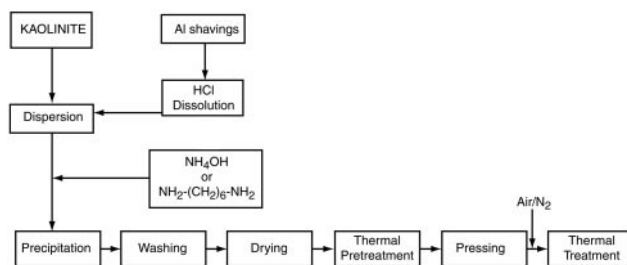 KAOLINITE
Al shavings
HCl
Dissolution
Dispersion
NH₄OH
or
NH₂-(CH₂)₆-NH₂
Air/N₂
Precipitation
Washing
Drying
Thermal
Pretreatment
Pressing
Thermal
Treatment